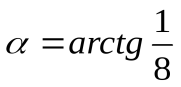 α = arctg 1/8